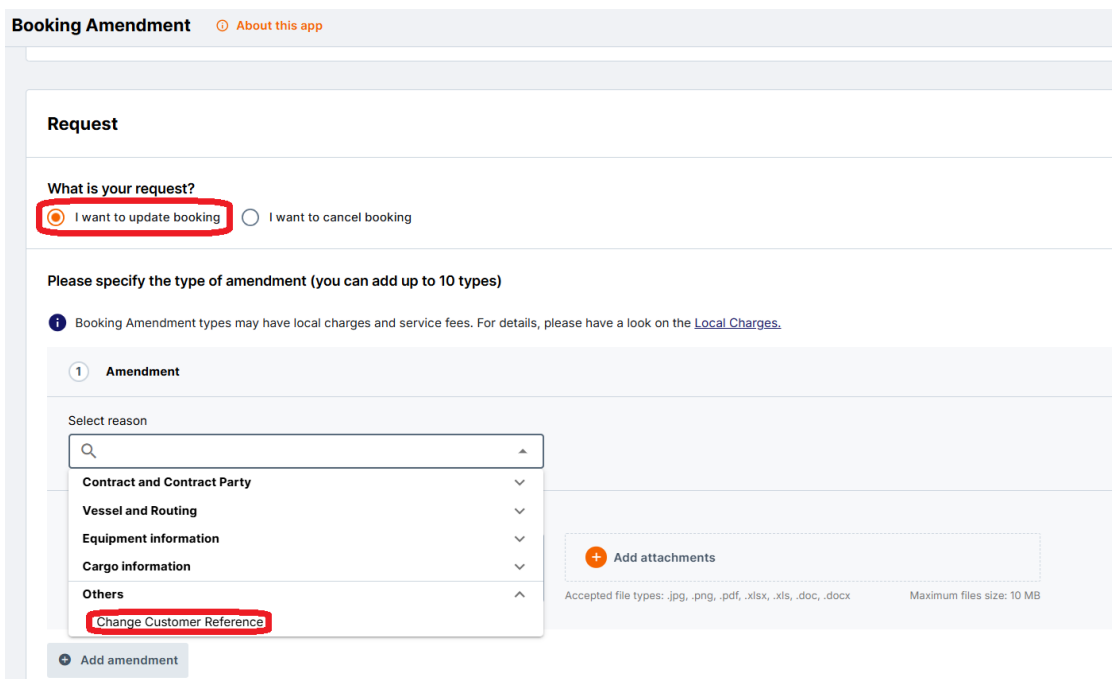 Booking Amendment
About this app
Request
What is your request?
I want to update booking
I want to cancel booking
Please specify the type of amendment (you can add up to 10 types)
i
Booking Amendment types may have local charges and service fees. For details, please have a look on the Local Charges.
1 Amendment
Select reason
Contract and Contract Party
Vessel and Routing
Equipment information
Cargo information
Others
Change Customer Reference
Add attachments
Accepted file types: .jpg, .png, .pdf, .xlsx, .xls, .doc, .docx
Maximum files size: 10 MB
Add amendment